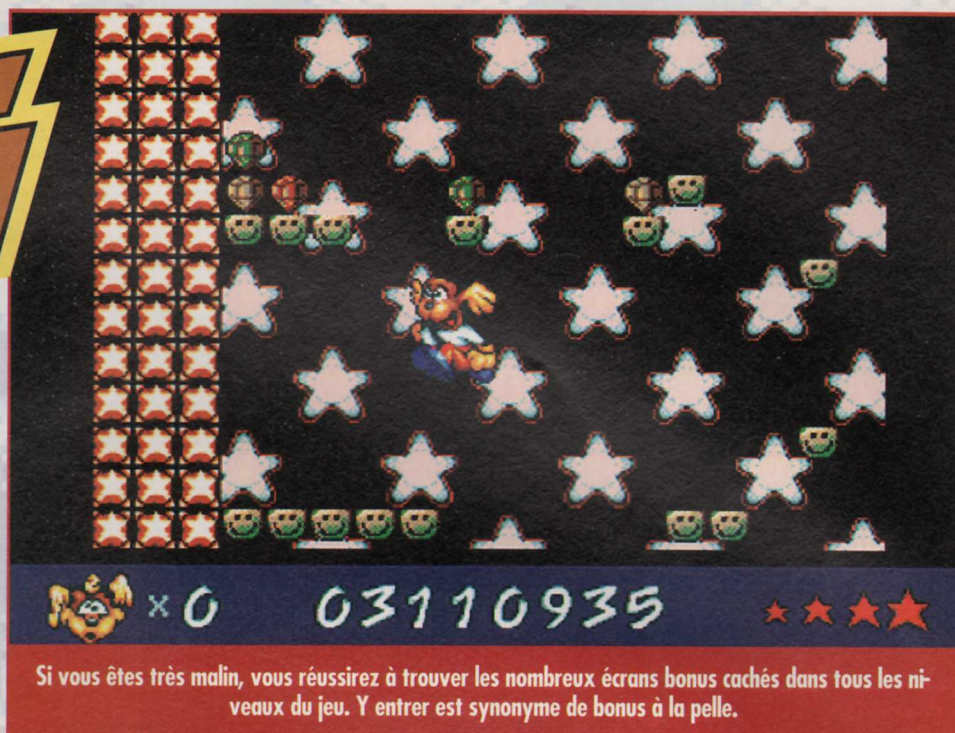 × 0 03110935
Si vous êtes très malin, vous réussirez à trouver les nombreux écrans bonus cachés dans tous les ni-
veaux du jeu. Y entrer est synonyme de bonus à la pelle.